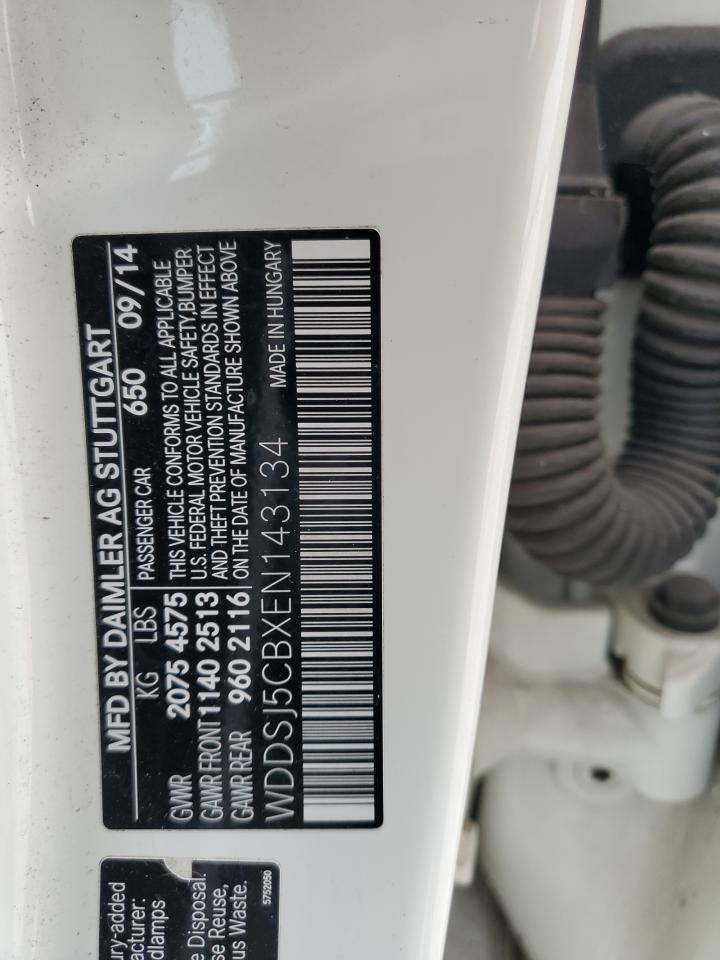 MFD BY DAIMLER AG STUTTGART
KG LBS PASSENGER CAR 650 09/14
GVWR 2075 4575 THIS VEHICLE CONFORMS TO ALL APPLICABLE
GAWR FRONT 1140 2513 U.S. FEDERAL MOTOR VEHICLE SAFETY, BUMPER
AND THEFT PREVENTION STANDARDS IN EFFECT
GAWR REAR 960 2116 ON THE DATE OF MANUFACTURE SHOWN ABOVE
WDDSJ5CBXEN143134 MADE IN HUNGARY
ury-added
acturer:
dlamps
e Disposal.
se Reuse,
us Waste.
5752050